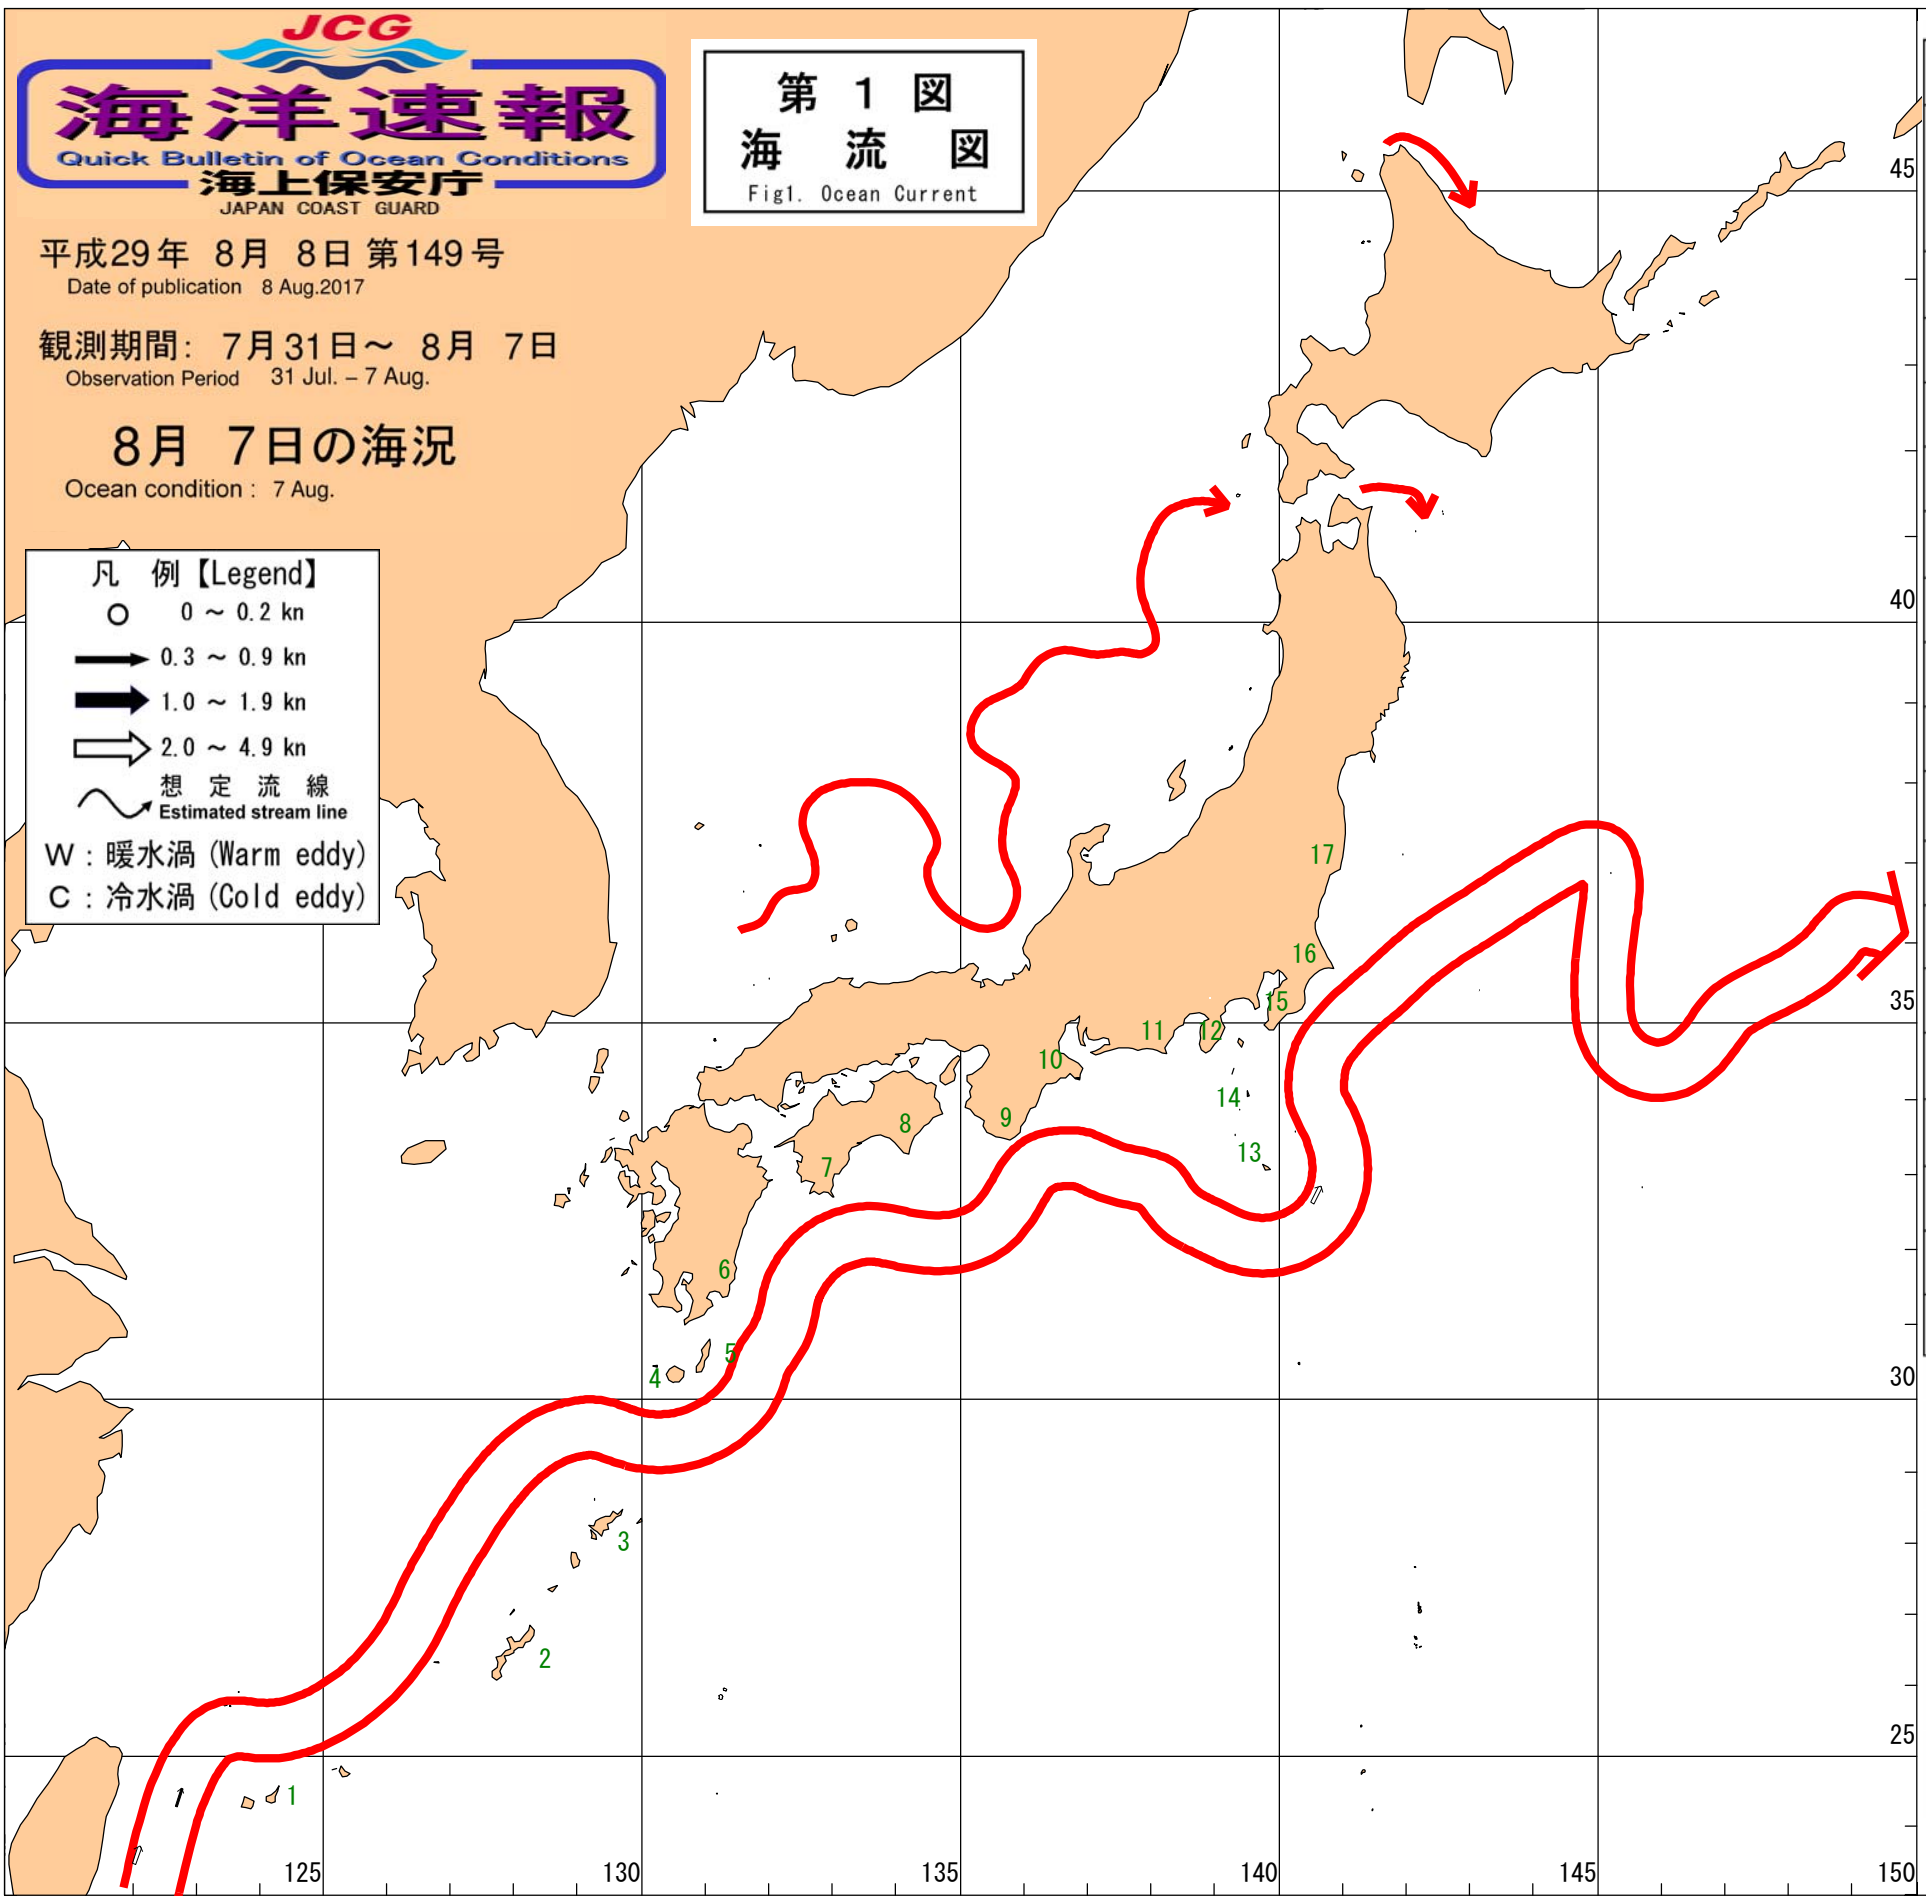 JCG
海洋速報
Quick Bulletin of Ocean Conditions
海上保安庁
JAPAN COAST GUARD
平成29年 8月 8日 第149号
Date of publication 8 Aug.2017
観測期間: 7月31日～ 8月 7日
Observation Period 31 Jul. – 7 Aug.
8月 7日の海況
Ocean condition : 7 Aug.
第 1 図
海 流 図
Fig1. Ocean Current
凡 例【Legend】
0 ～ 0.2 kn
0.3 ～ 0.9 kn
1.0 ～ 1.9 kn
2.0 ～ 4.9 kn
想 定 流 線
Estimated stream line
W : 暖水渦 (Warm eddy)
C : 冷水渦 (Cold eddy)
45
40
35
30
25
17
16
15
12
11
10
14
13
9
8
7
6
5
4
3
2
1
125
130
135
140
145
150